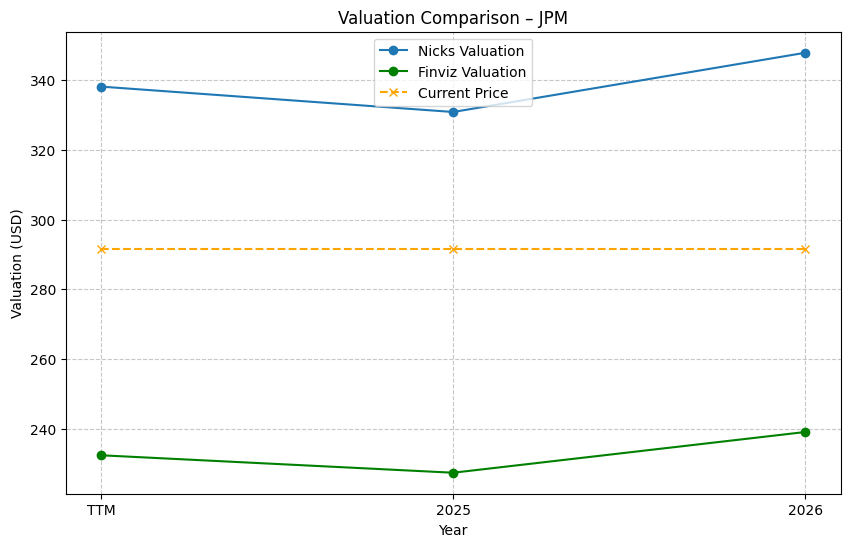 Valuation Comparison – JPM
Nicks Valuation
Finviz Valuation
Current Price
Valuation (USD)
340
320
300
280
260
240
TTM
2025
2026
Year